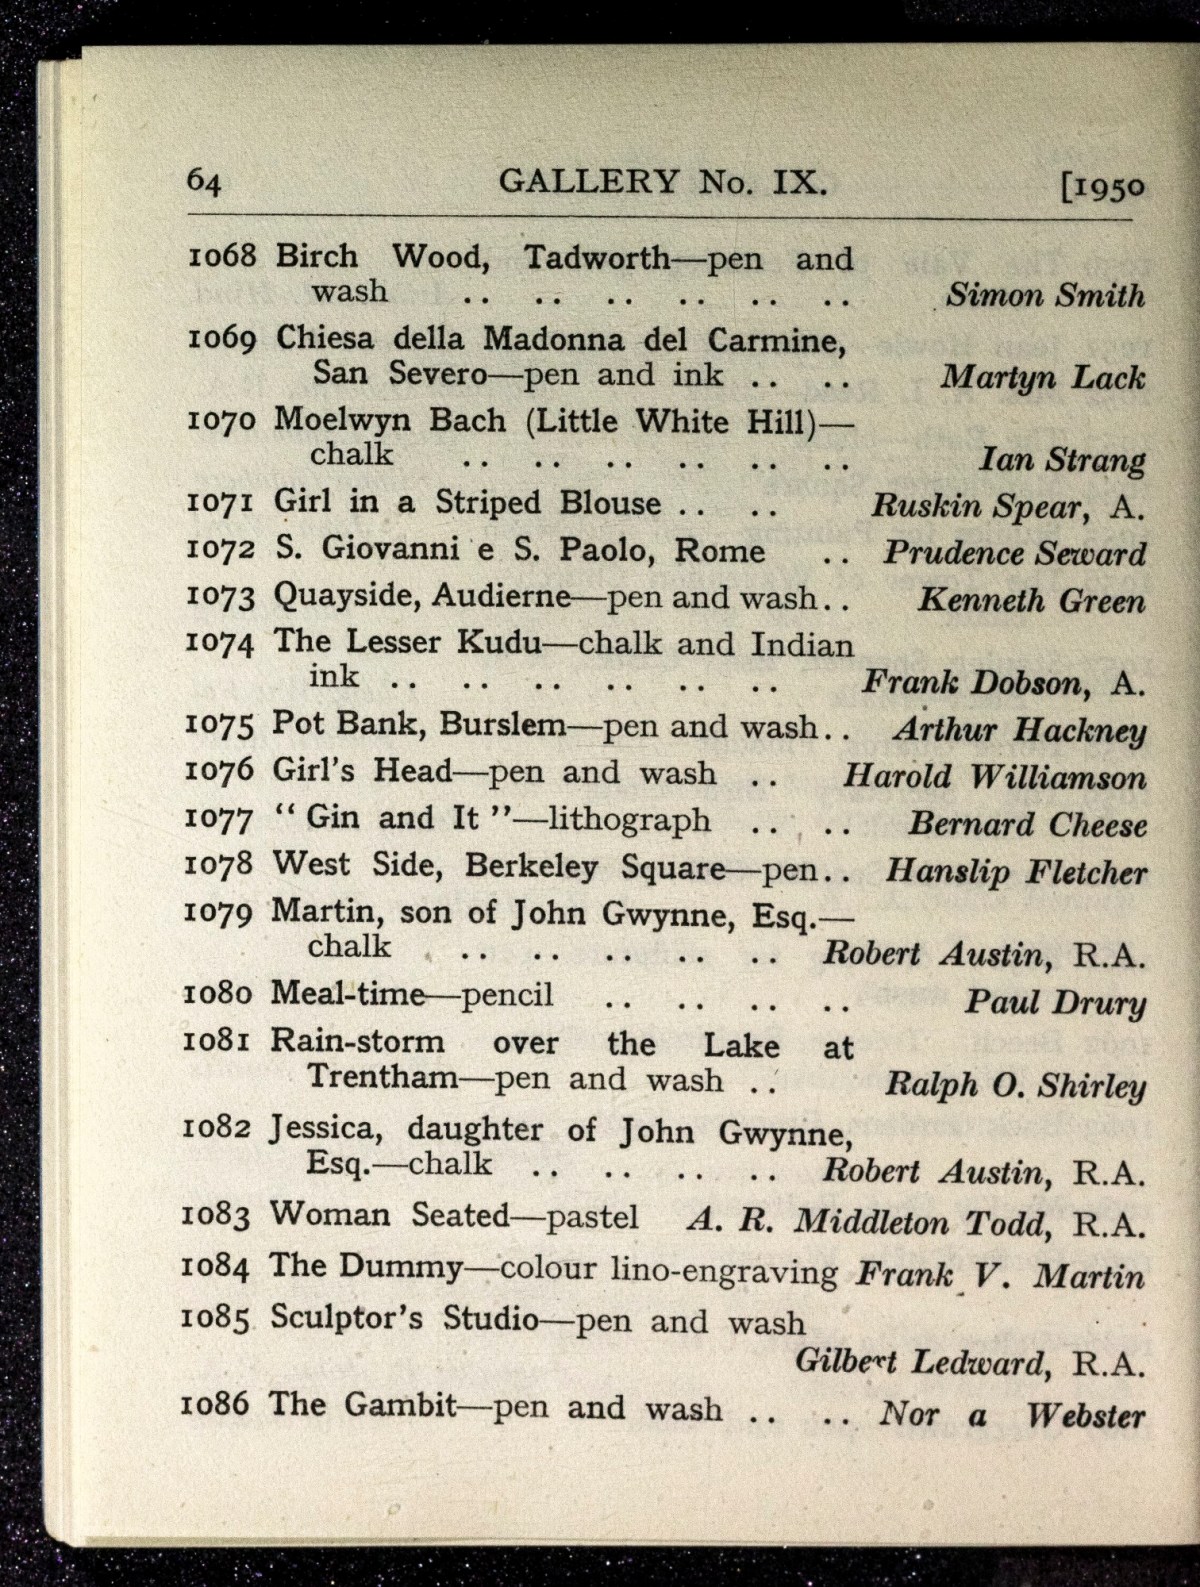 64 GALLERY No. IX. [1950
1068 Birch Wood, Tadworth—pen and
wash .. .. .. .. .. .. Simon Smith
1069 Chiesa della Madonna del Carmine,
San Severo—pen and ink .. .. Martyn Lack
1070 Moelwyn Bach (Little White Hill)—
chalk .. .. .. .. .. .. Ian Strang
1071 Girl in a Striped Blouse .. .. Ruskin Spear, A.
1072 S. Giovanni e S. Paolo, Rome .. Prudence Seward
1073 Quayside, Audierne—pen and wash.. Kenneth Green
1074 The Lesser Kudu—chalk and Indian
ink .. .. .. .. .. .. Frank Dobson, A.
1075 Pot Bank, Burslem—pen and wash.. Arthur Hackney
1076 Girl's Head—pen and wash .. Harold Williamson
1077 “ Gin and It ”—lithograph .. .. Bernard Cheese
1078 West Side, Berkeley Square—pen.. Hanslip Fletcher
1079 Martin, son of John Gwynne, Esq.—
chalk .. .. .. .. .. Robert Austin, R.A.
1080 Meal-time—pencil .. .. .. .. Paul Drury
1081 Rain-storm over the Lake at
Trentham—pen and wash .. Ralph O. Shirley
1082 Jessica, daughter of John Gwynne,
Esq.—chalk .. .. .. .. Robert Austin, R.A.
1083 Woman Seated—pastel A. R. Middleton Todd, R.A.
1084 The Dummy—colour lino-engraving Frank V. Martin
1085 Sculptor's Studio—pen and wash
Gilbert Ledward, R.A.
1086 The Gambit—pen and wash .. .. Nor a Webster